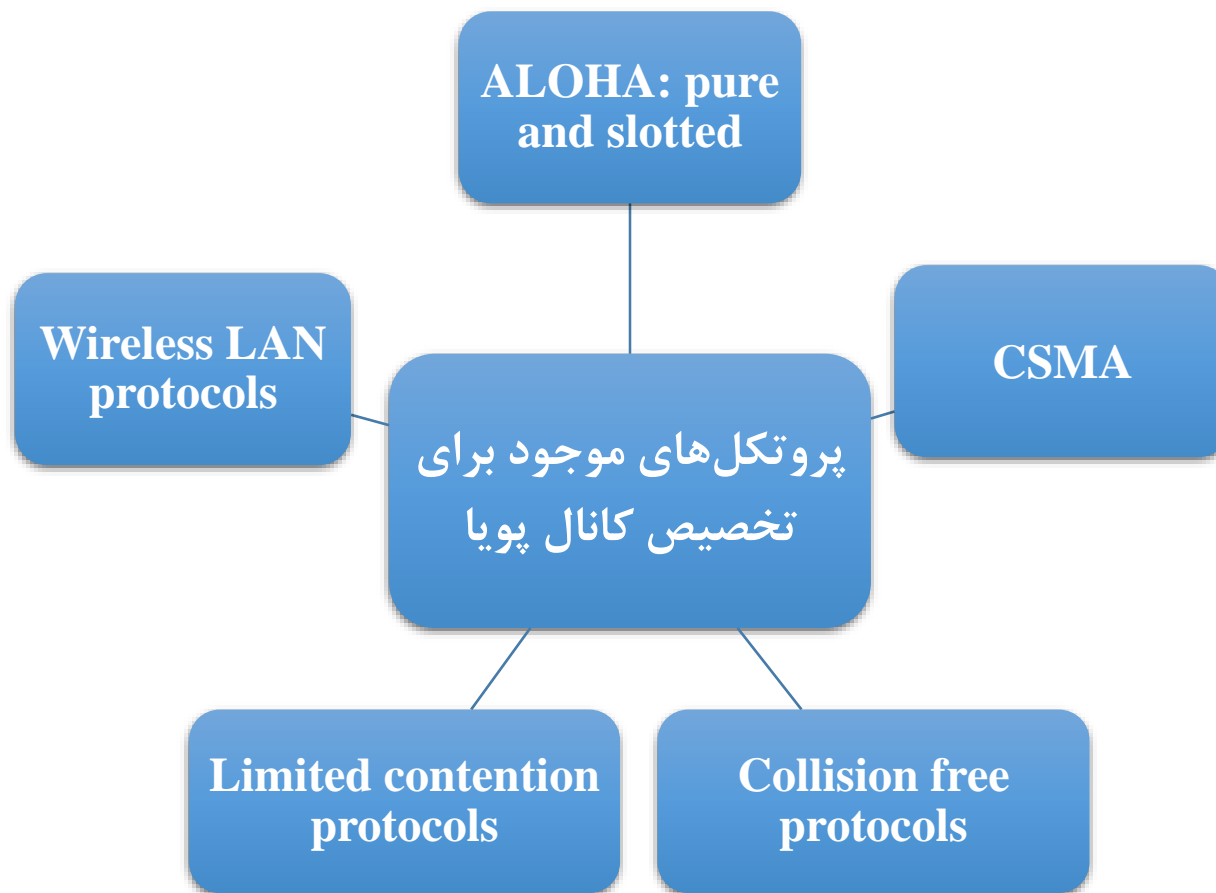 ALOHA: pure
and slotted
Wireless LAN
protocols
CSMA
پروتکل‌های موجود برای
تخصیص کانال پویا
Limited contention
protocols
Collision free
protocols